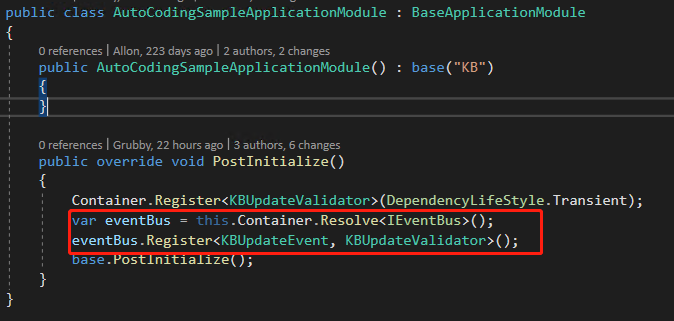 public class AutoCodingSampleApplicationModule : BaseApplicationModule
{
0 references | Allon, 223 days ago | 2 authors, 2 changes
public AutoCodingSampleApplicationModule() : base("KB")
{
}
0 references | Grubby, 22 hours ago | 3 authors, 6 changes
public override void PostInitialize()
{
Container.Register<KBUpdateValidator>(DependencyLifeStyle.Transient);
var eventBus = this.Container.Resolve<IEventBus>();
eventBus.Register<KBUpdateEvent, KBUpdateValidator>();
base.PostInitialize();
}
}